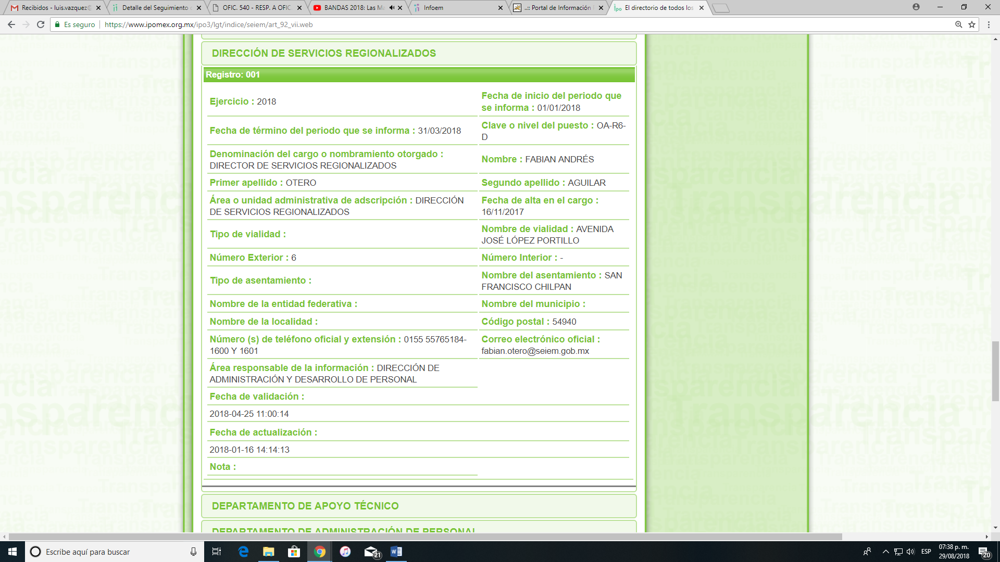 Recibidos - luis.vazquez@
Detalle del Seguimiento d
OFIC. 540 - RESP. A OFIC.
BANDAS 2018: Las Ma
Infoem
..:: Portal de Información
El directorio de todos los
Es seguro | https://www.ipomex.org.mx/ipo3/lgt/indice/seiem/art_92_vii.web
DIRECCIÓN DE SERVICIOS REGIONALIZADOS
Registro: 001
Ejercicio : 2018
Fecha de inicio del periodo que
se informa : 01/01/2018
Fecha de término del periodo que se informa : 31/03/2018
Clave o nivel del puesto : OA-R6-
D
Denominación del cargo o nombramiento otorgado :
DIRECTOR DE SERVICIOS REGIONALIZADOS
Nombre : FABIAN ANDRÉS
Primer apellido : OTERO
Segundo apellido : AGUILAR
Área o unidad administrativa de adscripción : DIRECCIÓN
DE SERVICIOS REGIONALIZADOS
Fecha de alta en el cargo :
16/11/2017
Tipo de vialidad :
Nombre de vialidad : AVENIDA
JOSÉ LÓPEZ PORTILLO
Número Exterior : 6
Número Interior : -
Tipo de asentamiento :
Nombre del asentamiento : SAN
FRANCISCO CHILPAN
Nombre de la entidad federativa :
Nombre del municipio :
Nombre de la localidad :
Código postal : 54940
Número (s) de teléfono oficial y extensión : 0155 55765184-
1600 Y 1601
Correo electrónico oficial :
fabian.otero@seiem.gob.mx
Área responsable de la información : DIRECCIÓN DE
ADMINISTRACIÓN Y DESARROLLO DE PERSONAL
Fecha de validación :
2018-04-25 11:00:14
Fecha de actualización :
2018-01-16 14:14:13
Nota :
DEPARTAMENTO DE APOYO TÉCNICO
DEPARTAMENTO DE ADMINISTRACIÓN DE PERSONAL
Escribe aquí para buscar
21
ESP
07:38 p. m.
29/08/2018
20